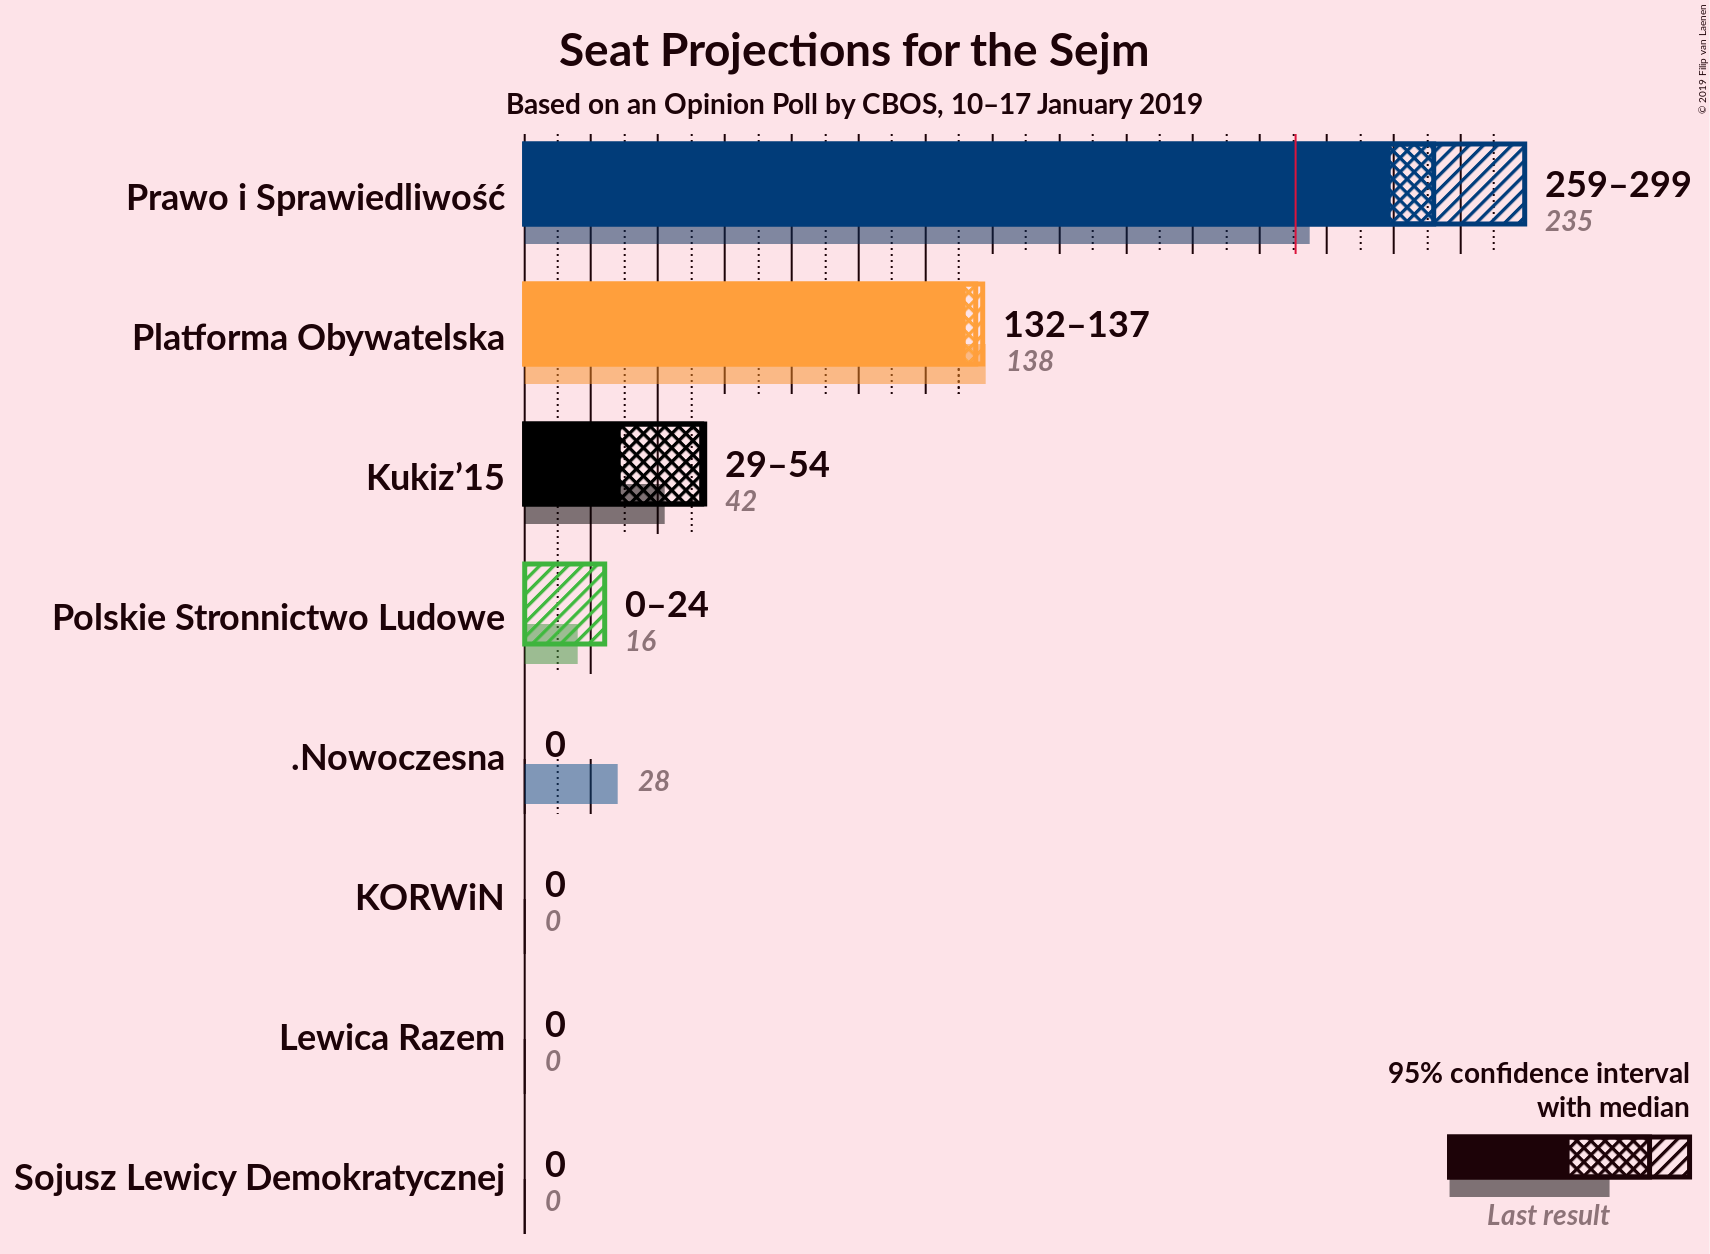 Seat Projections for the Sejm
Based on an Opinion Poll by CBOS, 10–17 January 2019
© 2019 Filip van Laenen
Prawo i Sprawiedliwość
259–299
235
Platforma Obywatelska
132–137
138
Kukiz’15
29–54
42
Polskie Stronnictwo Ludowe
0–24
16
.Nowoczesna
0
28
KORWiN
0
0
Lewica Razem
0
0
Sojusz Lewicy Demokratycznej
0
0
95% confidence interval
with median
Last result